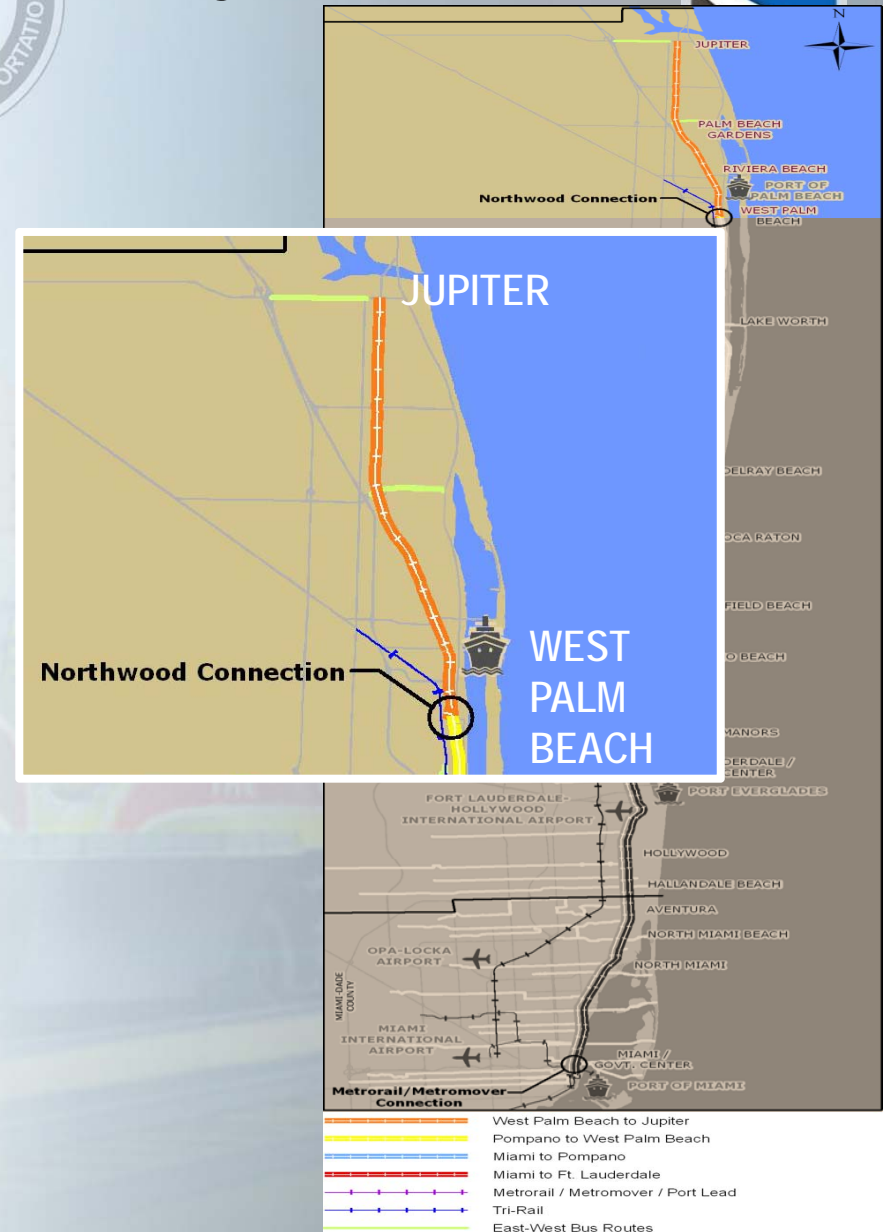 ORTATIO
N
JUPITER
PALM BEACH
GARDENS
RIVIERA BEACH
PORT OF
PALM BEACH
Northwood Connection
WEST PALM
BEACH
LAKE WORTH
JUPITER
DELRAY BEACH
OCA RATON
FIELD BEACH
O BEACH
Northwood Connection
WEST
PALM
BEACH
MANORS
DERDALE /
CENTER
PORT EVERGLADES
FORT LAUDERDALE-
HOLLYWOOD
INTERNATIONAL AIRPORT
HOLLYWOOD
HALLANDALE BEACH
AVENTURA
NORTH MIAMI BEACH
OPA-LOCKA
AIRPORT
NORTH MIAMI
MIAMI-DADE
COUNTY
MIAMI
INTERNATIONAL
AIRPORT
MIAMI /
GOVT. CENTER
Metrorail/Metromover
Connection
PORT OF MIAMI
West Palm Beach to Jupiter
Pompano to West Palm Beach
Miami to Pompano
Miami to Ft. Lauderdale
Metrorail / Metromover / Port Lead
Tri-Rail
East-West Bus Routes